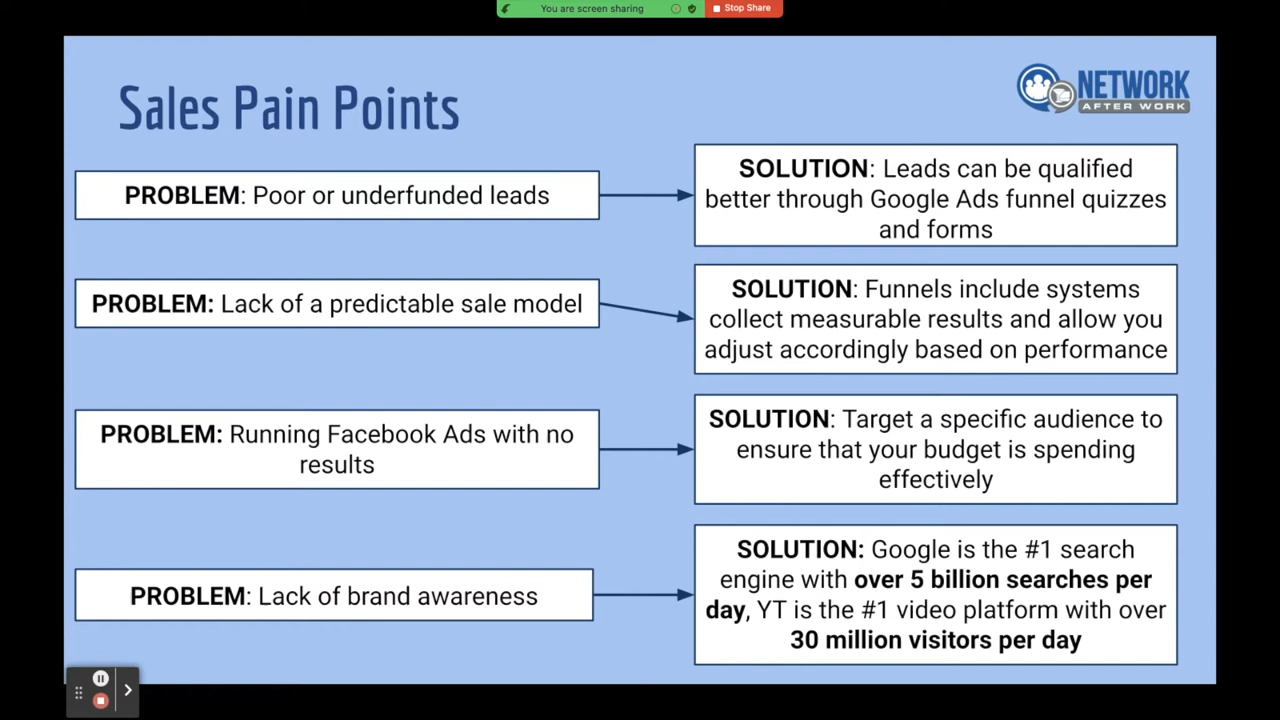 You are screen sharing
Stop Share
Sales Pain Points
NETWORK
AFTER WORK
PROBLEM: Poor or underfunded leads
SOLUTION: Leads can be qualified
better through Google Ads funnel quizzes
and forms
PROBLEM: Lack of a predictable sale model
SOLUTION: Funnels include systems
collect measurable results and allow you
adjust accordingly based on performance
PROBLEM: Running Facebook Ads with no
results
SOLUTION: Target a specific audience to
ensure that your budget is spending
effectively
PROBLEM: Lack of brand awareness
SOLUTION: Google is the #1 search
engine with over 5 billion searches per
day, YT is the #1 video platform with over
30 million visitors per day